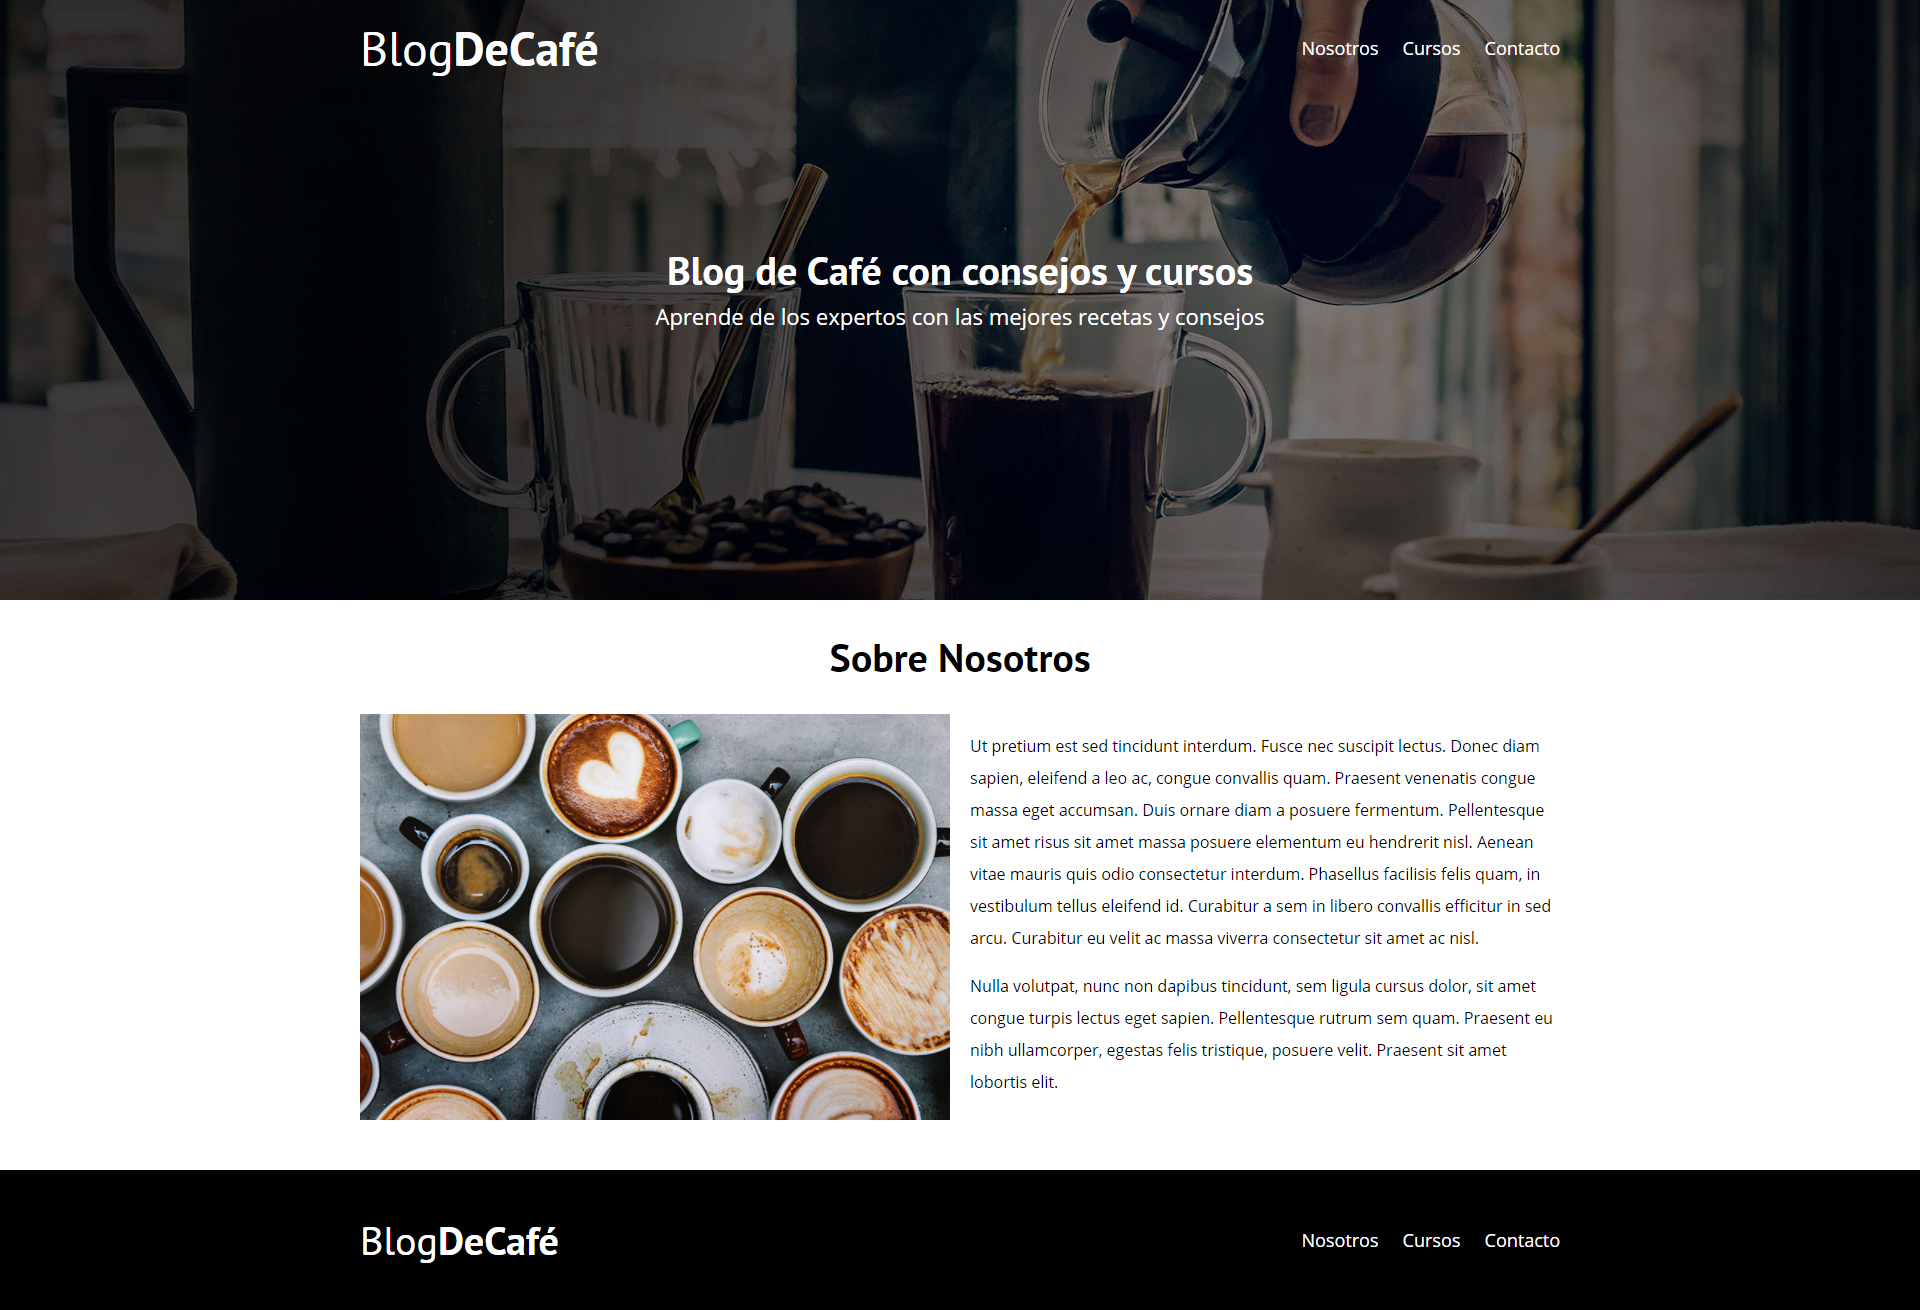 BlogDeCafé
Nosotros Cursos Contacto
Blog de Café con consejos y cursos
Aprende de los expertos con las mejores recetas y consejos
Sobre Nosotros
Ut pretium est sed tincidunt interdum. Fusce nec suscipit lectus. Donec diam
sapien, eleifend a leo ac, congue convallis quam. Praesent venenatis congue
massa eget accumsan. Duis ornare diam a posuere fermentum. Pellentesque
sit amet risus sit amet massa posuere elementum eu hendrerit nisl. Aenean
vitae mauris quis odio consectetur interdum. Phasellus facilisis felis quam, in
vestibulum tellus eleifend id. Curabitur a sem in libero convallis efficitur in sed
arcu. Curabitur eu velit ac massa viverra consectetur sit amet ac nisl.
Nulla volutpat, nunc non dapibus tincidunt, sem ligula cursus dolor, sit amet
congue turpis lectus eget sapien. Pellentesque rutrum sem quam. Praesent eu
nibh ullamcorper, egestas felis tristique, posuere velit. Praesent sit amet
lobortis elit.
BlogDeCafé
Nosotros Cursos Contacto